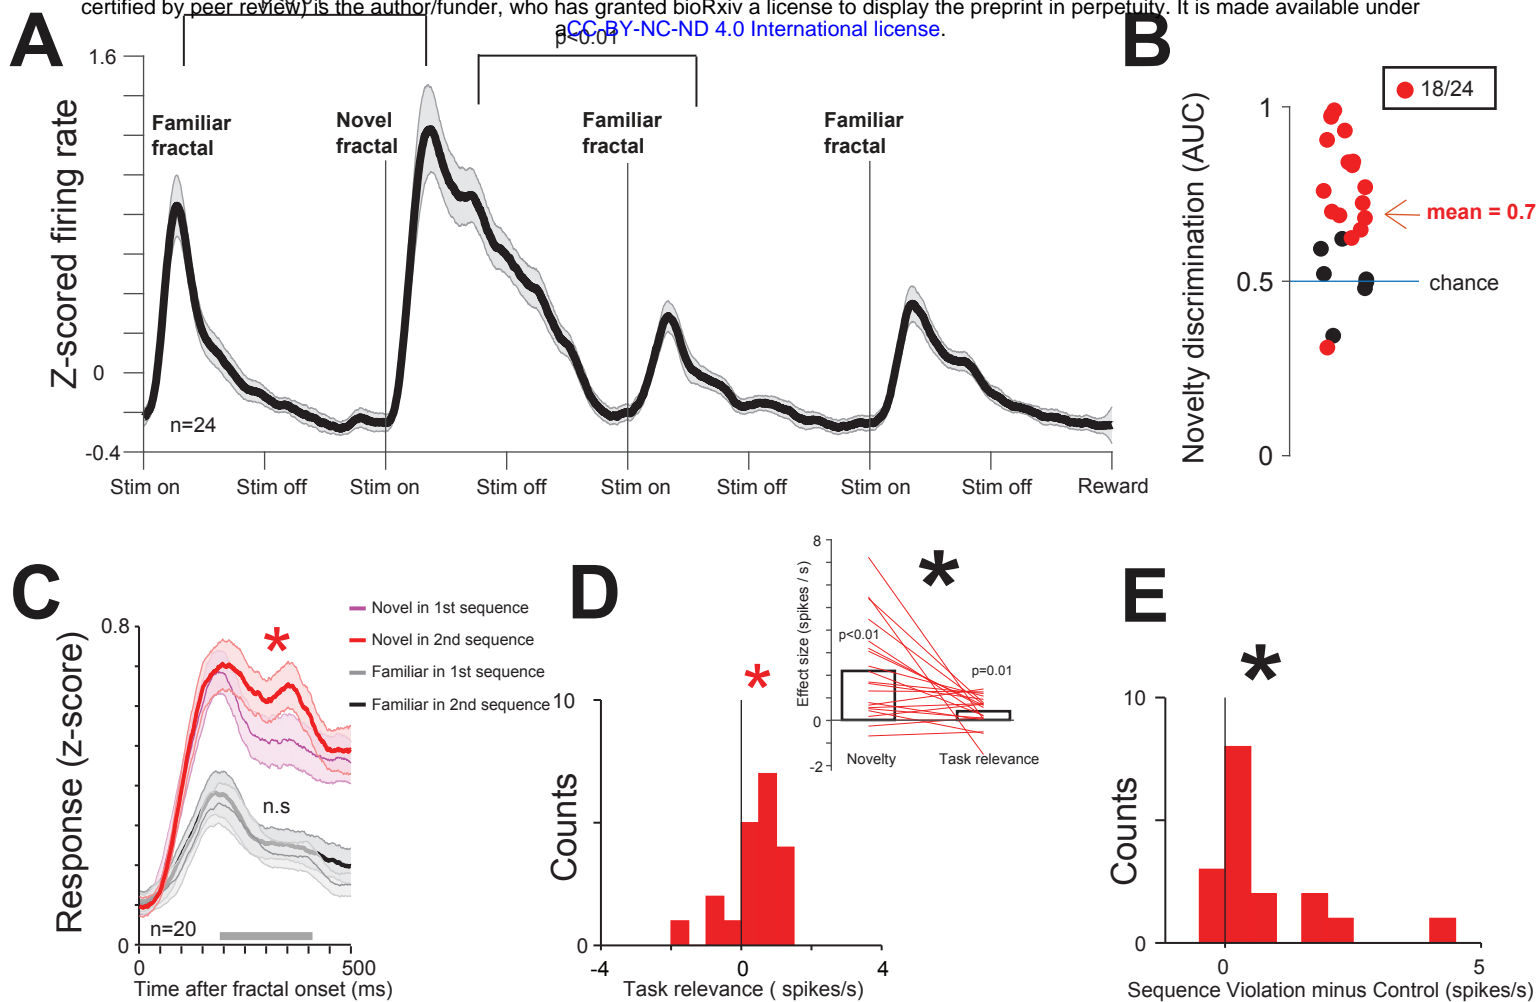 certified by peer review) is the author/funder, who has granted bioRxiv a license to display the preprint in perpetuity. It is made available under
aCC-BY-NC-ND 4.0 International license.
A
p<0.01
1.6
0
-0.4
Z-scored firing rate
Familiar
fractal
Novel
fractal
Familiar
fractal
Familiar
fractal
n=24
Stim on
Stim off
Stim on
Stim off
Stim on
Stim off
Stim on
Stim off
Reward
B
18/24
1
0.5
0
Novelty discrimination (AUC)
mean = 0.7
chance
C
Novel in 1st sequence
Novel in 2nd sequence
Familiar in 1st sequence
Familiar in 2nd sequence
0.8
0
Response (z-score)
*
n.s
n=20
0
500
Time after fractal onset (ms)
D
*
10
0
Counts
-4
0
4
Task relevance ( spikes/s)
8
0
-2
Effect size (spikes / s)
*
p<0.01
p=0.01
Novelty
Task relevance
E
*
10
0
Counts
0
5
Sequence Violation minus Control (spikes/s)